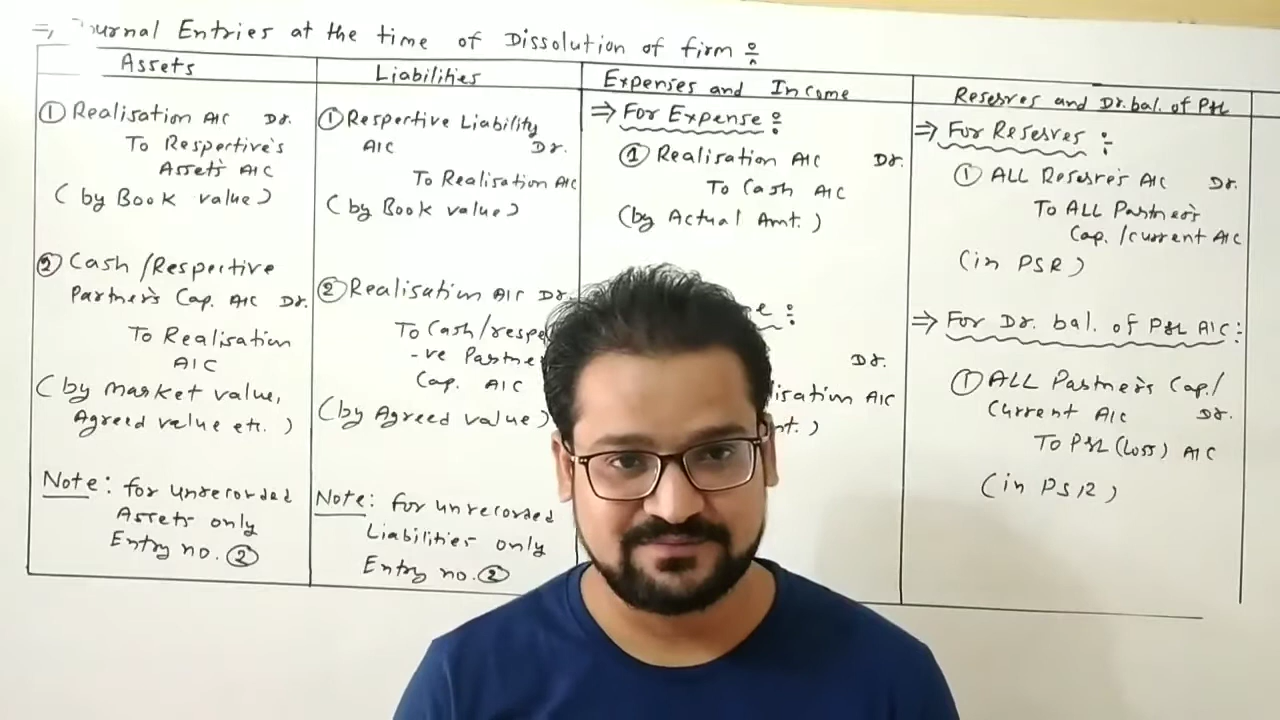 =, Journal Entries at the time of Dissolution of firm :
Assets
① Realisation A/C Dr.
To Respective's
Assets A/C
(by Book value)
② Cash/Respective
Partner's Cap. A/C Dr.
To Realisation
A/C
(by market value,
Agreed value etc.)
Note: for unrecorded
Assets only
Entry no. ②
Liabilities
① Respective Liability
A/C Dr.
To Realisation A/C
(by Book value)
② Realisation A/C Dr.
To Cash/respe
-ve Partne
Cap. A/C
(by Agreed value)
Note: for unrecorded
Liabilities only
Entry no. ②
Expenses and Income
⇒ For Expense :
① Realisation A/C Dr.
To Cash A/C
(by Actual Amt.)
e :
Dr.
lisation A/C
nt.)
Reserves and Dr. bal. of P&L
⇒ For Reserves :-
① ALL Reserve's A/C Dr.
To ALL Partner's
Cap./current A/C
(in PSR)
⇒ For Dr. bal. of P&L A/C :-
① ALL Partner's Cap./
Current A/C Dr.
To P&L (Loss) A/C
(in PSR)